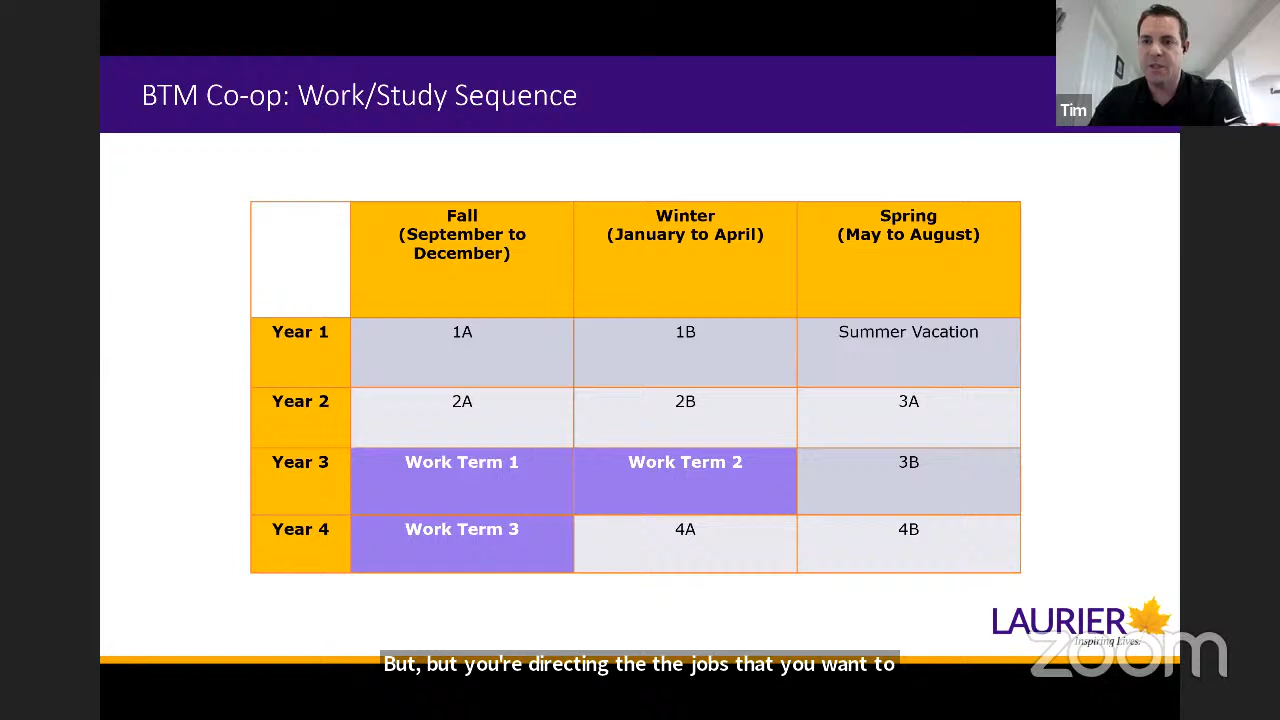 BTM Co-op: Work/Study Sequence
Tim
Fall
(September to
December)
Winter
(January to April)
Spring
(May to August)
Year 1
1A
1B
Summer Vacation
Year 2
2A
2B
3A
Year 3
Work Term 1
Work Term 2
3B
Year 4
Work Term 3
4A
4B
LAURIER
Inspiring Lives.
zoom
But, but you're directing the the jobs that you want to